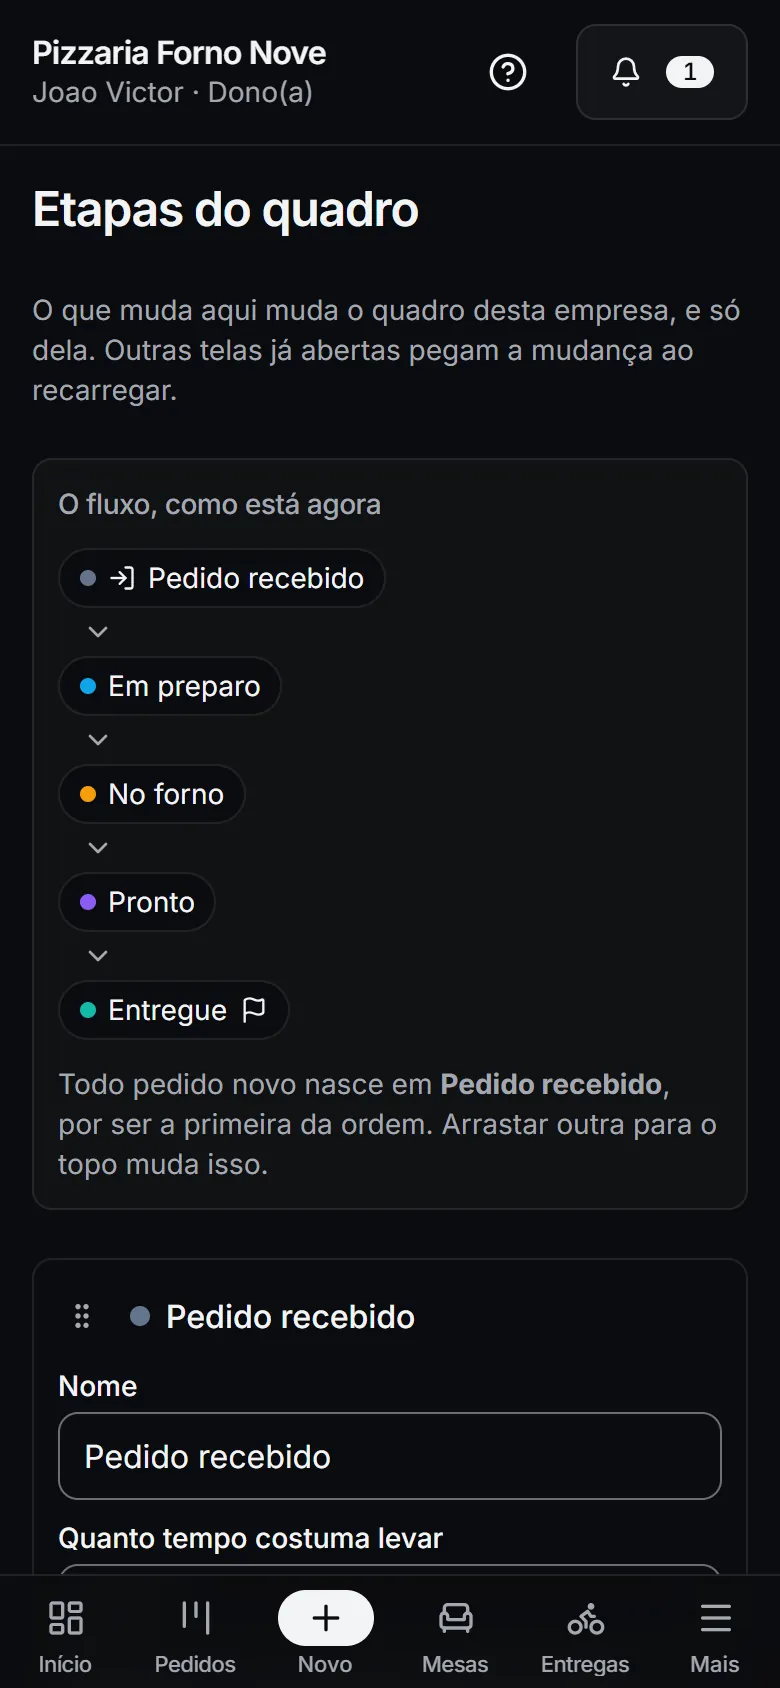 Pizzaria Forno Nove
Joao Victor · Dono(a)
1
Etapas do quadro
O que muda aqui muda o quadro desta empresa, e só
dela. Outras telas já abertas pegam a mudança ao
recarregar.
O fluxo, como está agora
Pedido recebido
Em preparo
No forno
Pronto
Entregue
Todo pedido novo nasce em Pedido recebido,
por ser a primeira da ordem. Arrastar outra para o
topo muda isso.
Pedido recebido
Nome
Pedido recebido
Quanto tempo costuma levar
Início
Pedidos
Novo
Mesas
Entregas
Mais